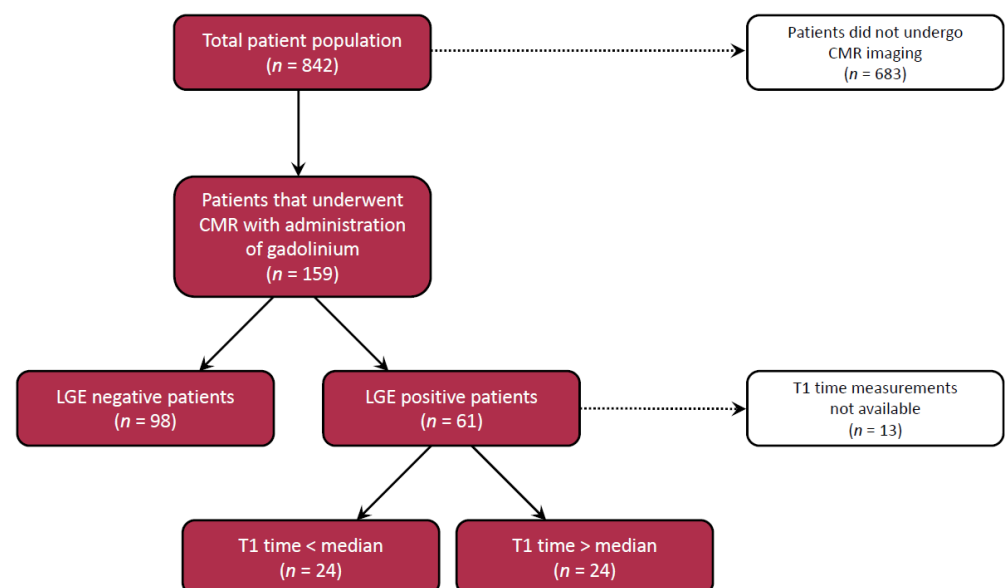 Total patient population
(n = 842)
Patients did not undergo
CMR imaging
(n = 683)
Patients that underwent
CMR with administration
of gadolinium
(n = 159)
LGE negative patients
(n = 98)
LGE positive patients
(n = 61)
T1 time measurements
not available
(n = 13)
T1 time < median
(n = 24)
T1 time > median
(n = 24)